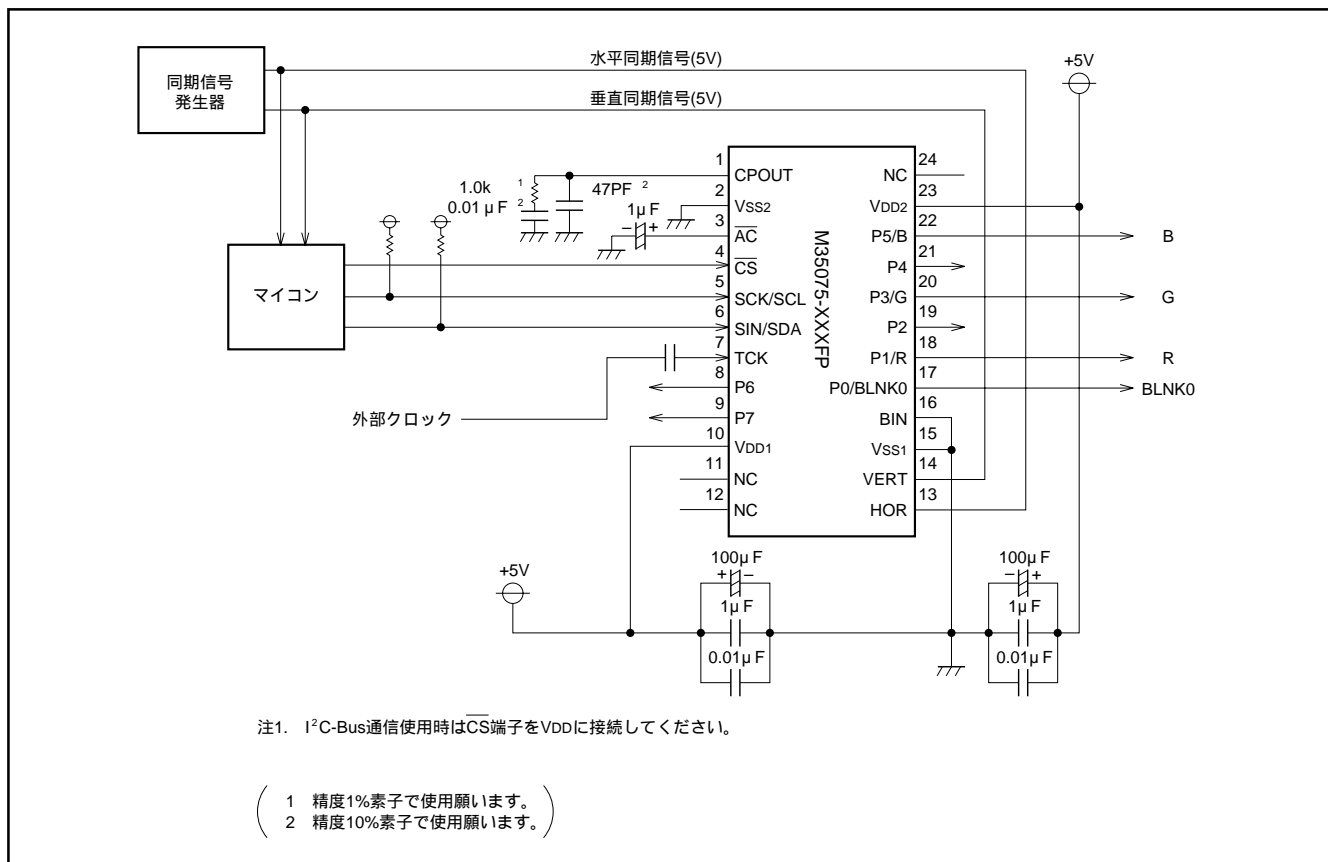 同期信号
発生器
水平同期信号(5V)
垂直同期信号(5V)
+5V
マイコン
1.0k 1
0.01 μF 2
47PF 2
1μF
− +
外部クロック
M35075-XXXFP
1 CPOUT
2 VSS2
3 AC
4 CS
5 SCK/SCL
6 SIN/SDA
7 TCK
8 P6
9 P7
10 VDD1
11 NC
12 NC
24 NC
23 VDD2
22 P5/B
21 P4
20 P3/G
19 P2
18 P1/R
17 P0/BLNK0
16 BIN
15 VSS1
14 VERT
13 HOR
B
G
R
BLNK0
+5V
100μF
+ −
1μF
0.01μF
100μF
− +
1μF
0.01μF
注1. I²C-Bus通信使用時はCS端子をVDDに接続してください。
1 精度1%素子で使用願います。
2 精度10%素子で使用願います。